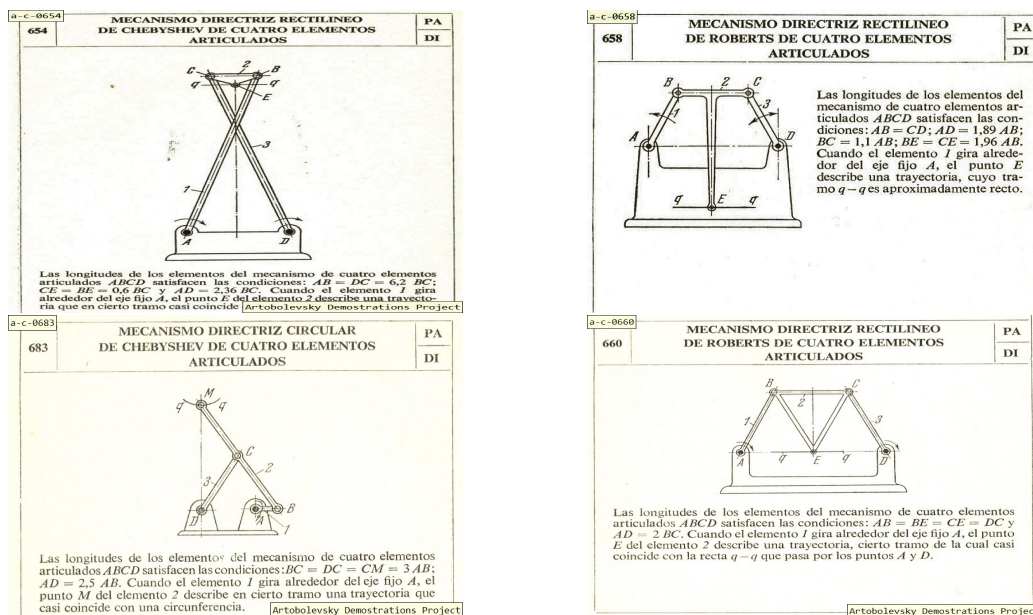 a-c-0654
654
MECANISMO DIRECTRIZ RECTILINEO
DE CHEBYSHEV DE CUATRO ELEMENTOS
ARTICULADOS
PA
DI
C
2
B
q
q
E
3
1
A
D
Las longitudes de los elementos del mecanismo de cuatro elementos
articulados ABCD satisfacen las condiciones: AB = DC = 6,2 BC;
CE = BE = 0,6 BC y AD = 2,36 BC. Cuando el elemento 1 gira
alrededor del eje fijo A, el punto E del elemento 2 describe una trayecto-
ria que en cierto tramo casi coincide
Artobolevsky Demostrations Project
a-c-0658
658
MECANISMO DIRECTRIZ RECTILINEO
DE ROBERTS DE CUATRO ELEMENTOS
ARTICULADOS
PA
DI
B
2
C
1
3
A
D
q
E
q
Las longitudes de los elementos del
mecanismo de cuatro elementos ar-
ticulados ABCD satisfacen las con-
diciones: AB = CD; AD = 1,89 AB;
BC = 1,1 AB; BE = CE = 1,96 AB.
Cuando el elemento 1 gira alrede-
dor del eje fijo A, el punto E
describe una trayectoria, cuyo tra-
mo q–q es aproximadamente recto.
a-c-0683
683
MECANISMO DIRECTRIZ CIRCULAR
DE CHEBYSHEV DE CUATRO ELEMENTOS
ARTICULADOS
PA
DI
M
q
q
C
2
3
D
A
B
1
Las longitudes de los elementos del mecanismo de cuatro elementos
articulados ABCD satisfacen las condiciones: BC = DC = CM = 3 AB;
AD = 2,5 AB. Cuando el elemento 1 gira alrededor del eje fijo A, el
punto M del elemento 2 describe en cierto tramo una trayectoria que
casi coincide con una circunferencia.
Artobolevsky Demostrations Project
a-c-0660
660
MECANISMO DIRECTRIZ RECTILINEO
DE ROBERTS DE CUATRO ELEMENTOS
ARTICULADOS
PA
DI
B
C
2
1
3
A
q
E
q
D
Las longitudes de los elementos del mecanismo de cuatro elementos
articulados ABCD satisfacen las condiciones: AB = BE = CE = DC y
AD = 2 BC. Cuando el elemento 1 gira alrededor del eje fijo A, el punto
E del elemento 2 describe una trayectoria, cierto tramo de la cual casi
coincide con la recta q–q que pasa por los puntos A y D.
Artobolevsky Demostrations Project